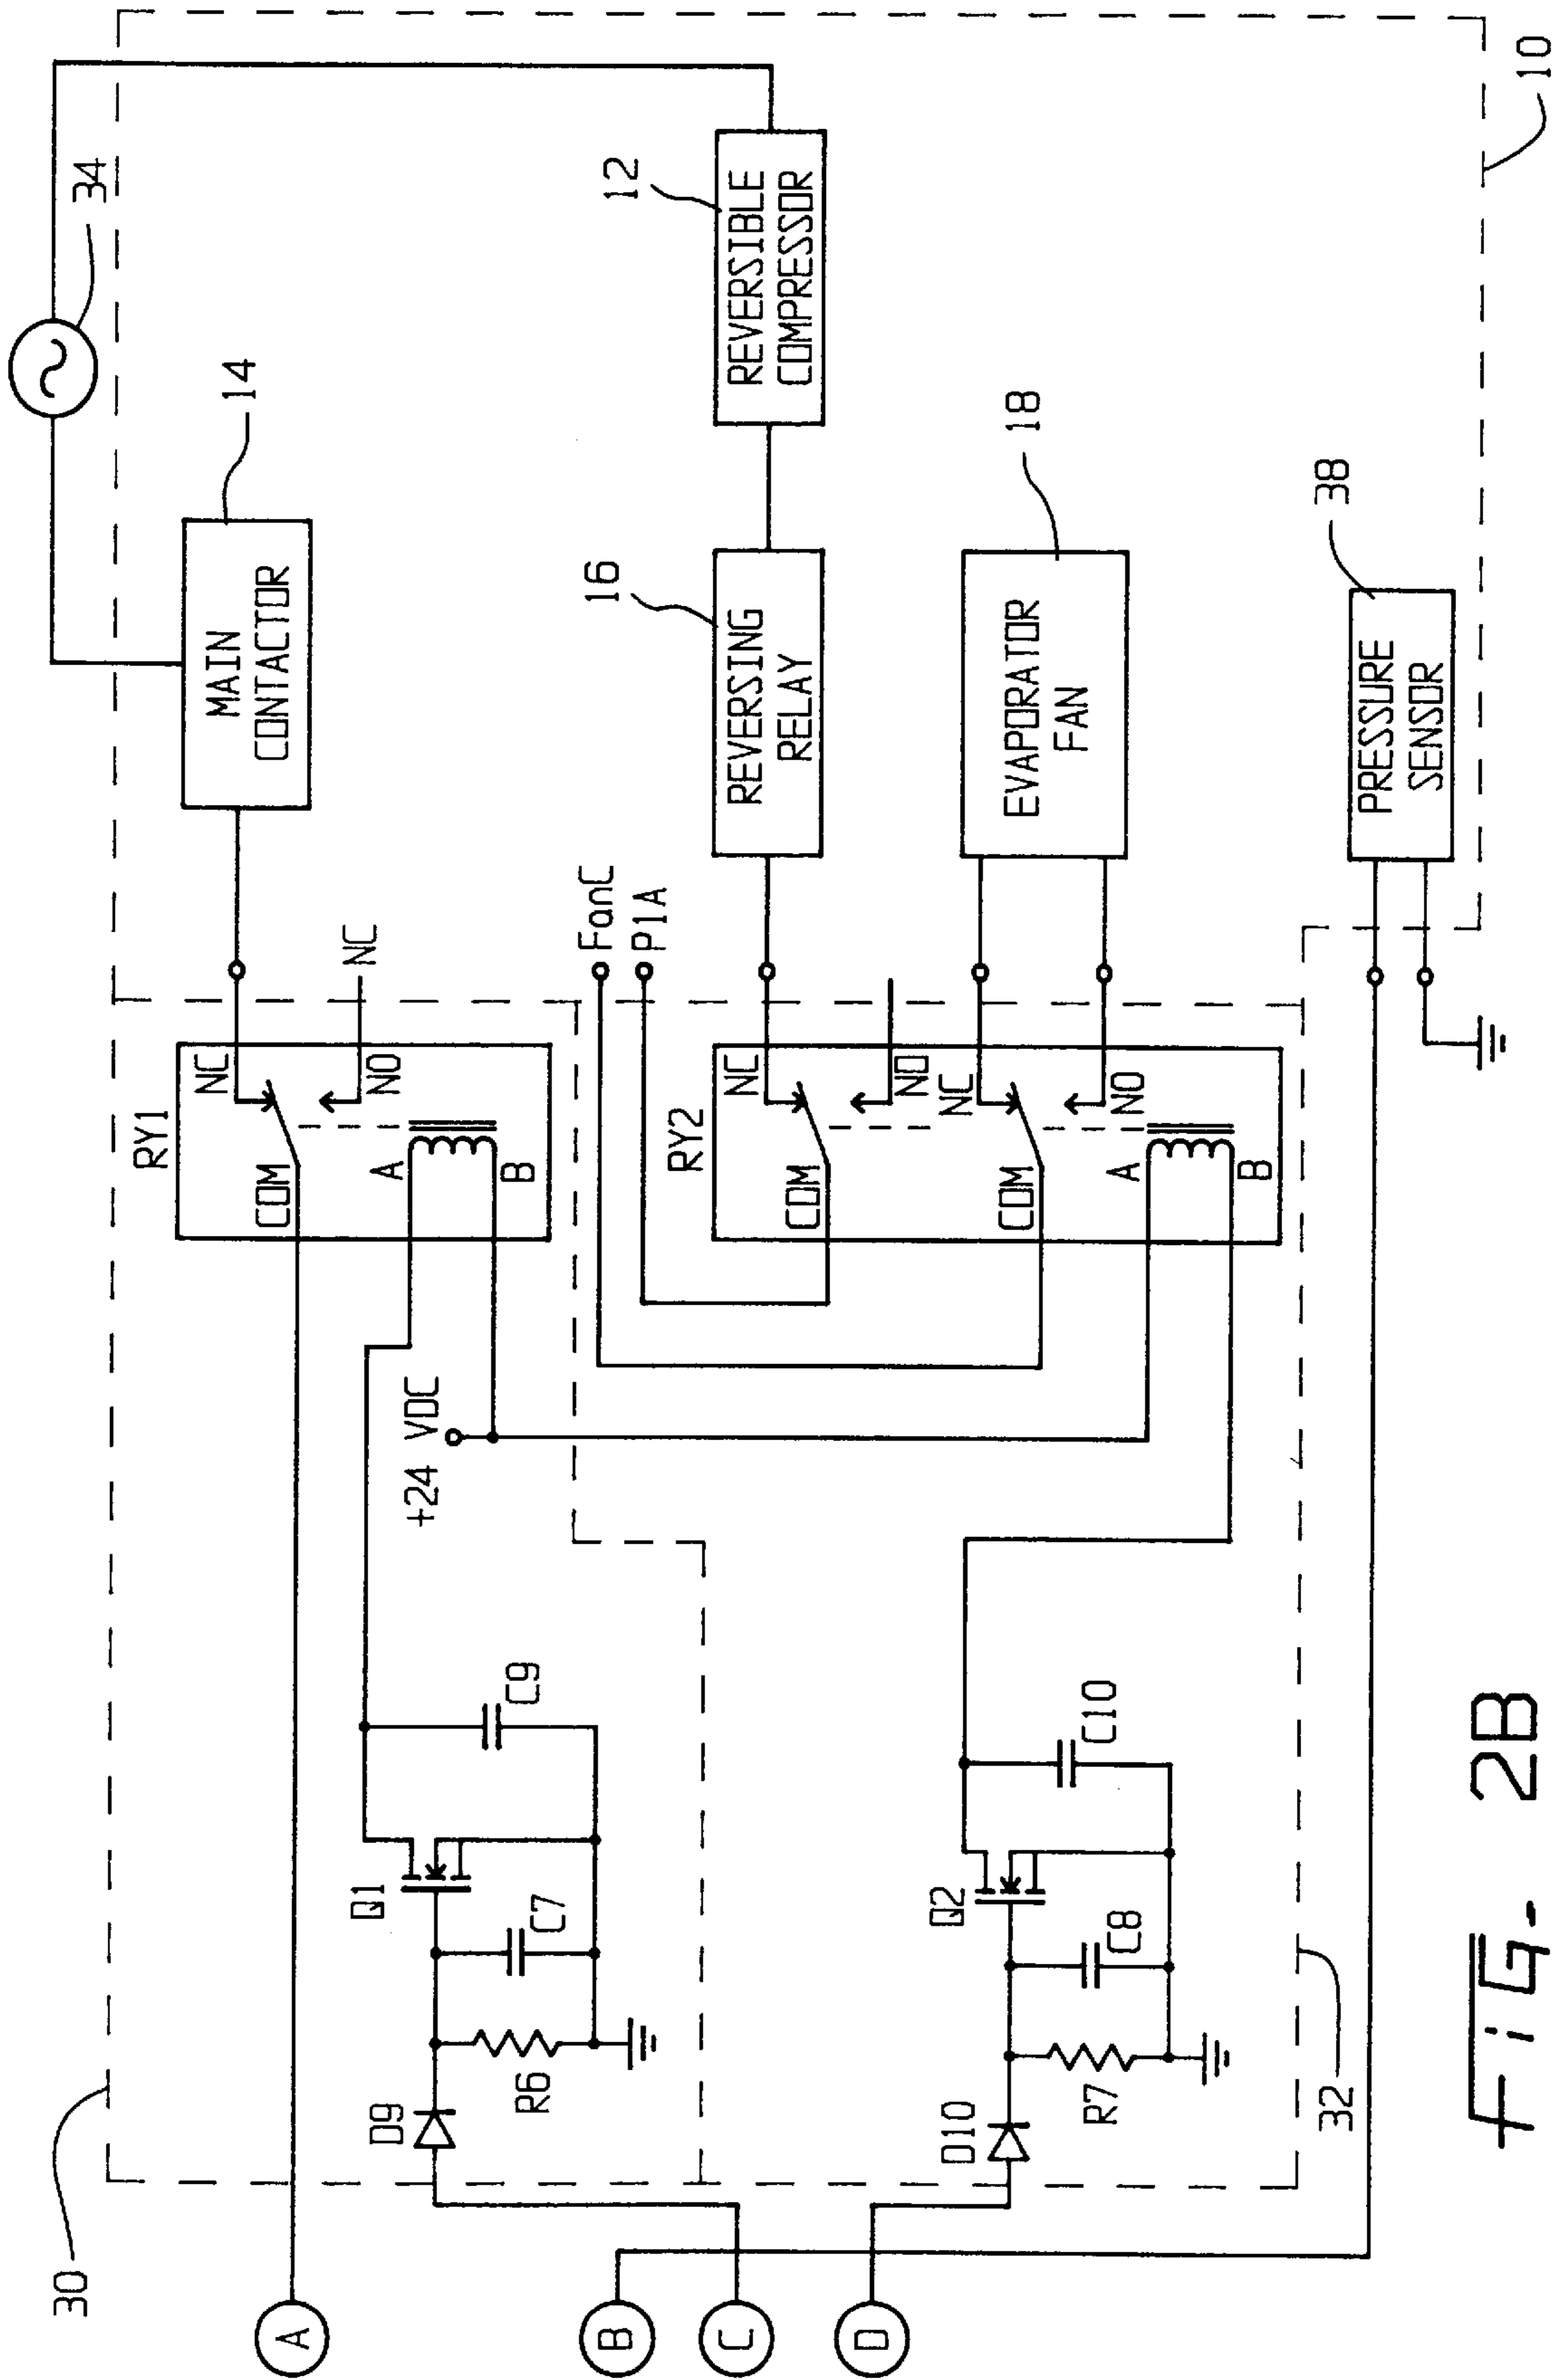 34
14
MAIN
CONTACTOR
12
REVERSIBLE
COMPRESSOR
16
REVERSING
RELAY
18
EVAPORATOR
FAN
38
PRESSURE
SENSOR
10
RY1
NC
NO
COM
A
B
NC
FanC
P1A
RY2
NC
NO
COM
NC
NO
COM
A
B
+24 VDC
C9
Q1
C7
R6
D9
C10
Q2
C8
R7
D10
30
32
A
B
C
D
FiG. 2B